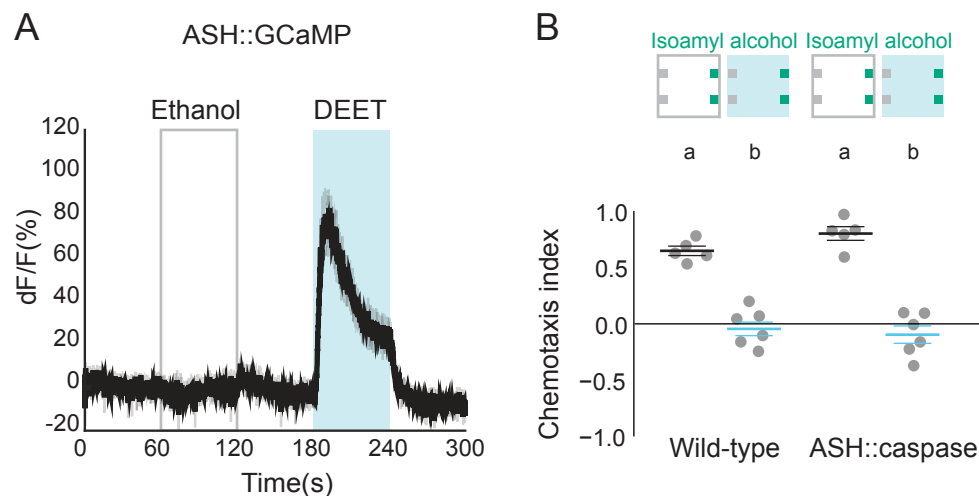 A
ASH::GCaMP
Ethanol
DEET
120
100
80
60
40
20
0
-20
dF/F(%)
0 60 120 180 240 300
Time(s)
B
Isoamyl alcohol Isoamyl alcohol
a b a b
1.0
0.5
0.0
−0.5
−1.0
Chemotaxis index
Wild-type ASH::caspase